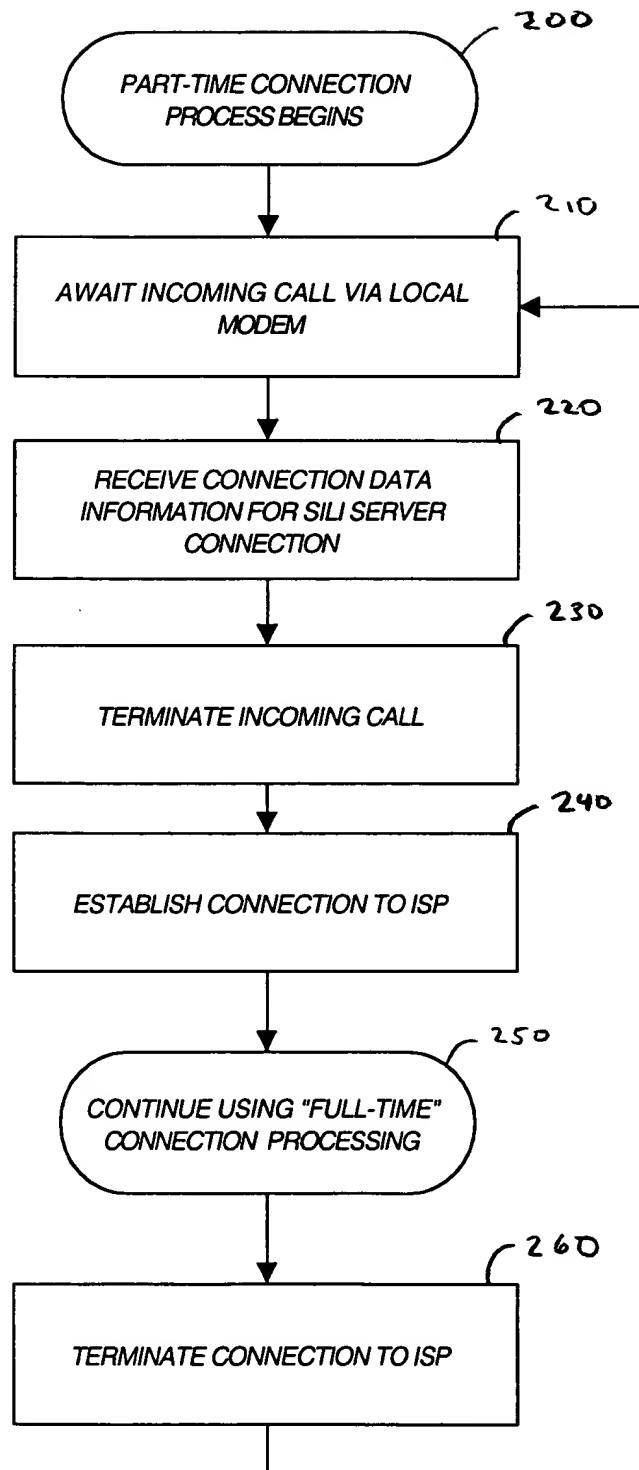 200
PART-TIME CONNECTION
PROCESS BEGINS
210
AWAIT INCOMING CALL VIA LOCAL
MODEM
220
RECEIVE CONNECTION DATA
INFORMATION FOR SILI SERVER
CONNECTION
230
TERMINATE INCOMING CALL
240
ESTABLISH CONNECTION TO ISP
250
CONTINUE USING "FULL-TIME"
CONNECTION PROCESSING
260
TERMINATE CONNECTION TO ISP